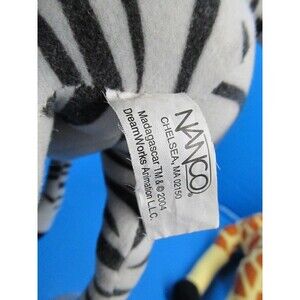 NANCO
CHELSEA, MA 02150
Madagascar TM & © 2004
DreamWorks Animation L.L.C.